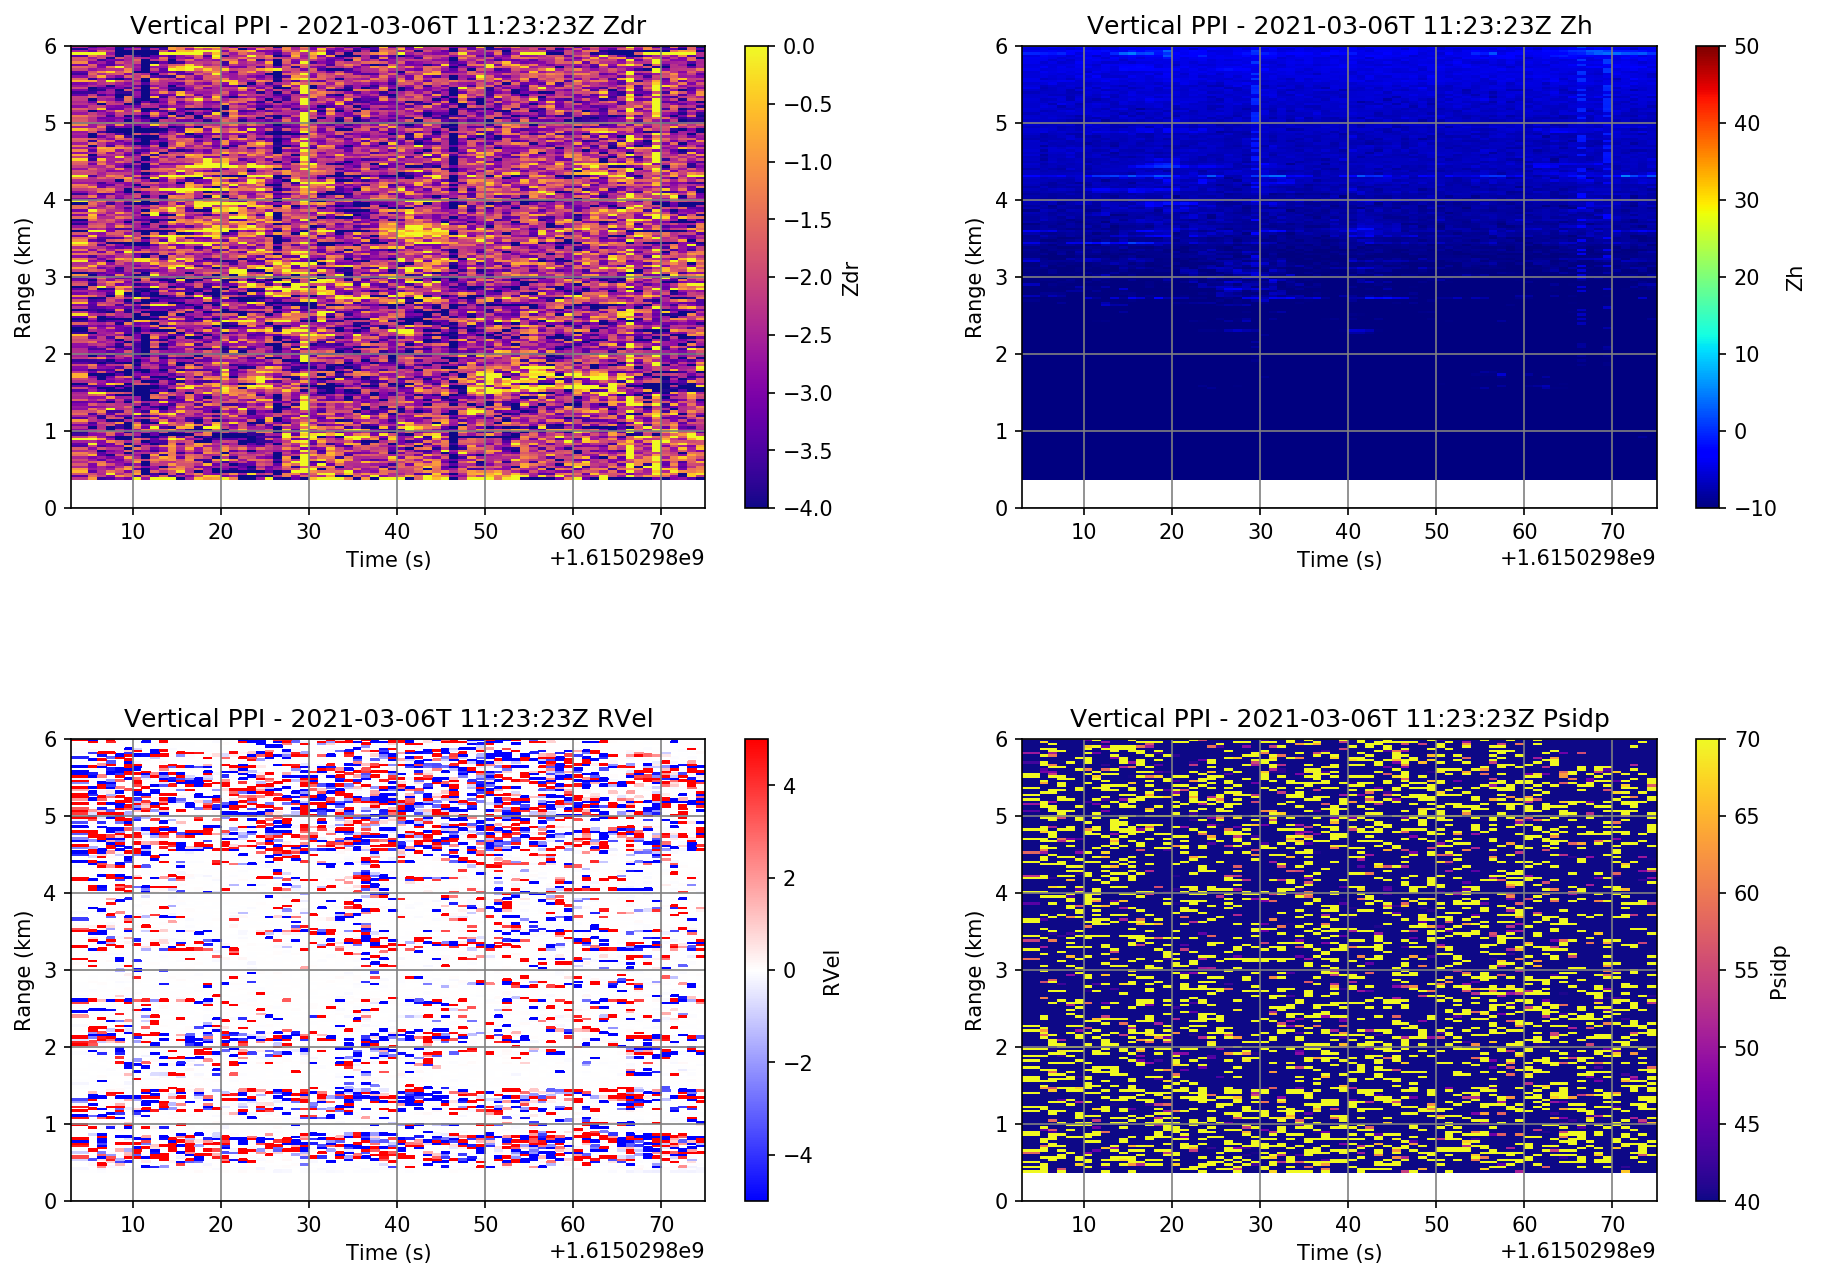 Vertical PPI - 2021-03-06T 11:23:23Z Zdr
6
5
4
3
2
1
0
Range (km)
10 20 30 40 50 60 70
Time (s)
+1.6150298e9
0.0
−0.5
−1.0
−1.5
−2.0
−2.5
−3.0
−3.5
−4.0
Zdr
Vertical PPI - 2021-03-06T 11:23:23Z Zh
6
5
4
3
2
1
0
Range (km)
10 20 30 40 50 60 70
Time (s)
+1.6150298e9
50
40
30
20
10
0
−10
Zh
Vertical PPI - 2021-03-06T 11:23:23Z RVel
6
5
4
3
2
1
0
Range (km)
10 20 30 40 50 60 70
Time (s)
+1.6150298e9
4
2
0
−2
−4
RVel
Vertical PPI - 2021-03-06T 11:23:23Z Psidp
6
5
4
3
2
1
0
Range (km)
10 20 30 40 50 60 70
Time (s)
+1.6150298e9
70
65
60
55
50
45
40
Psidp